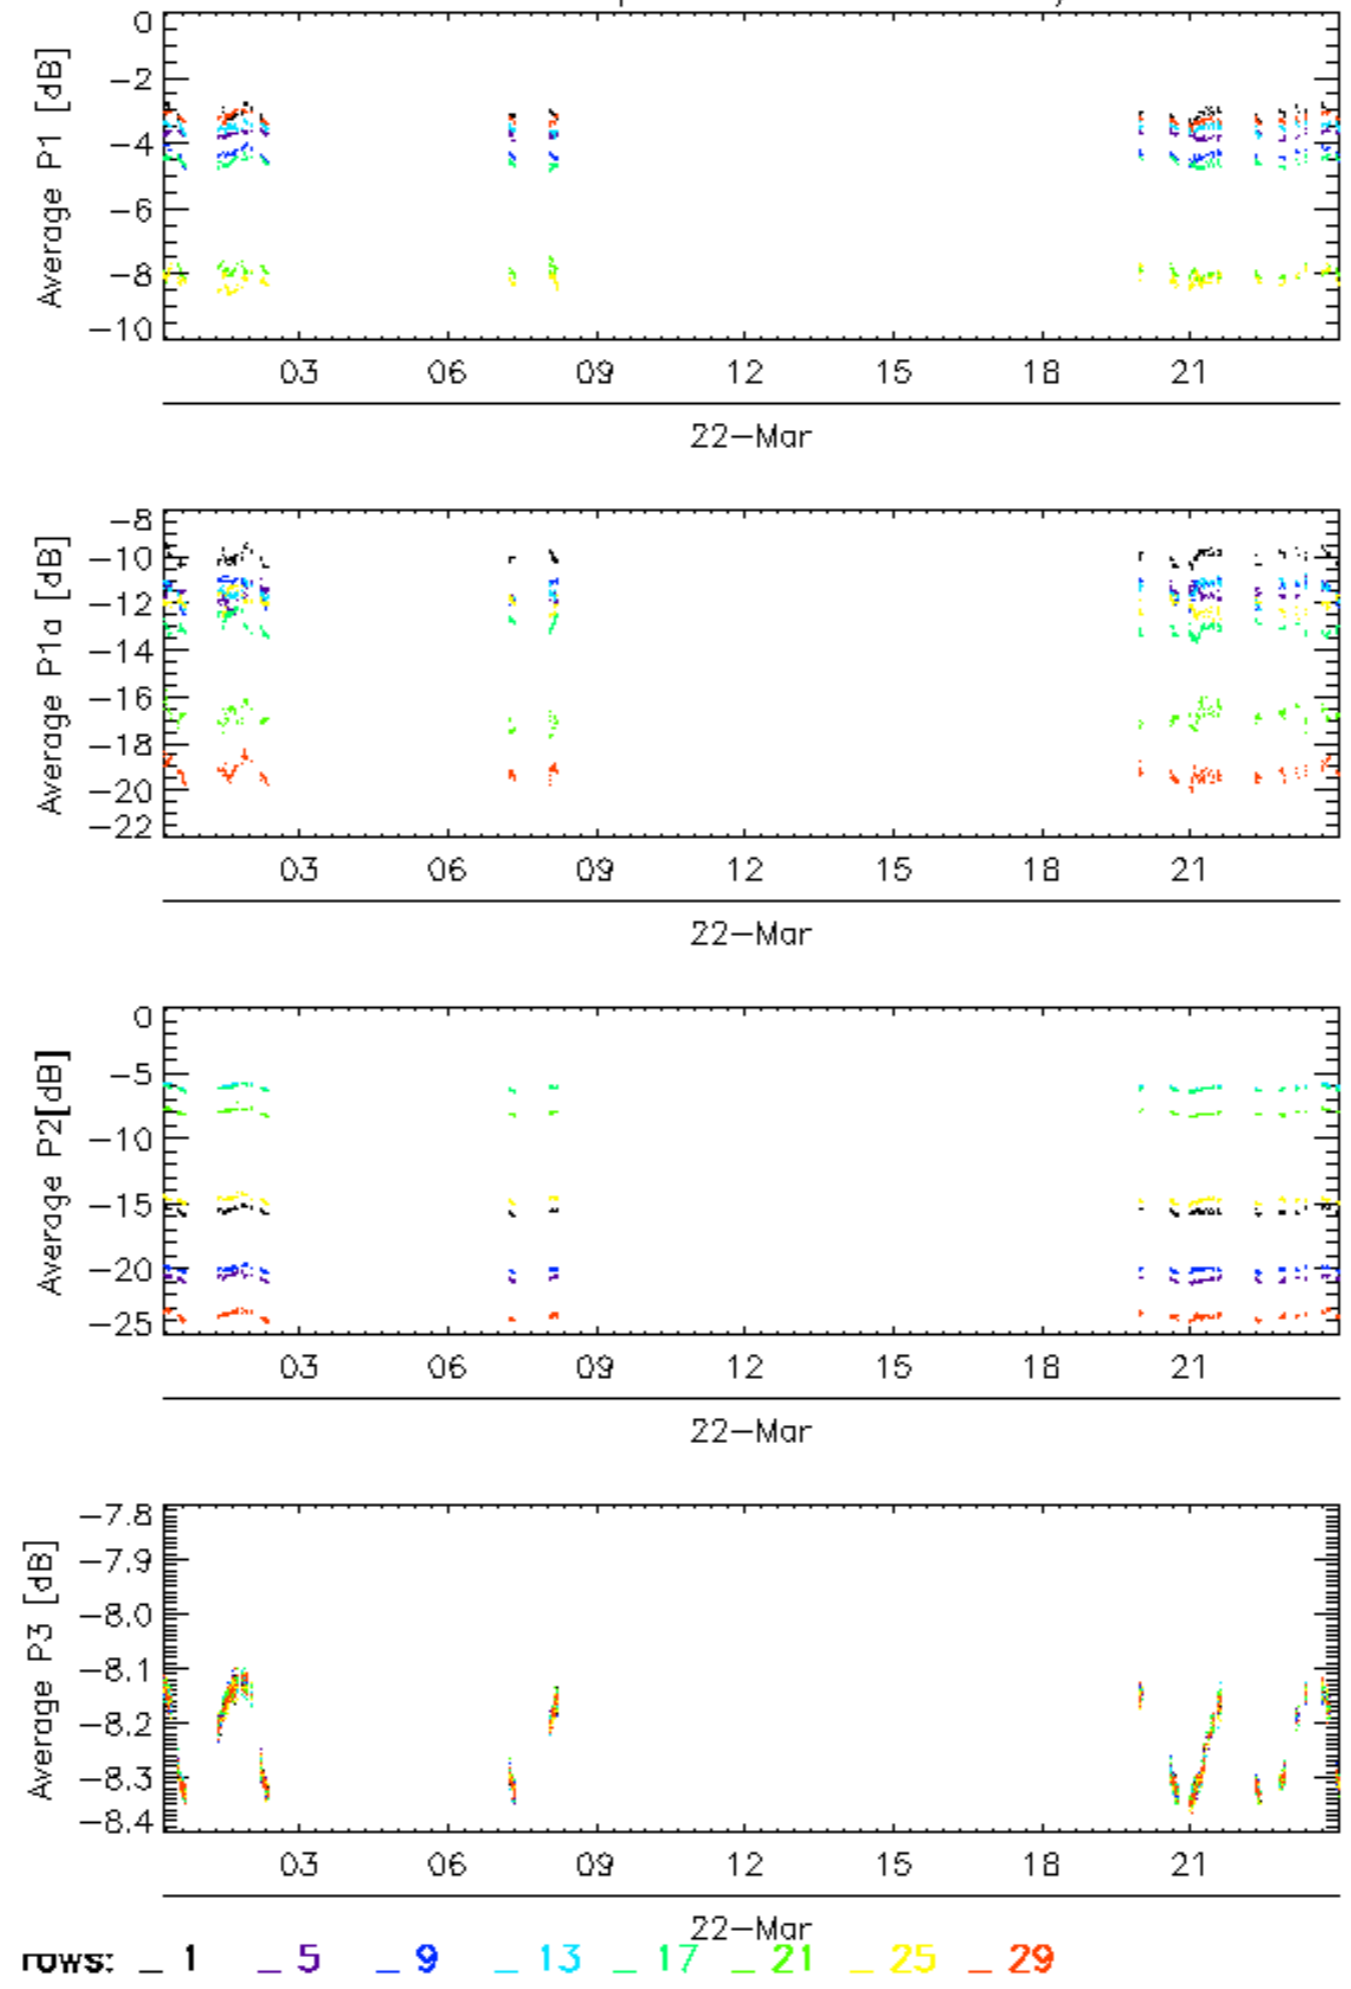 Average P1 [dB]
0
−2
−4
−6
−8
−10
03 06 09 12 15 18 21
22−Mar
Average P1a [dB]
−8
−10
−12
−14
−16
−18
−20
−22
03 06 09 12 15 18 21
22−Mar
Average P2[dB]
0
−5
−10
−15
−20
−25
03 06 09 12 15 18 21
22−Mar
Average P3 [dB]
−7.8
−7.9
−8.0
−8.1
−8.2
−8.3
−8.4
03 06 09 12 15 18 21
22−Mar
rows: _ 1 _ 5 _ 9 _ 13 _ 17 _ 21 _ 25 _ 29